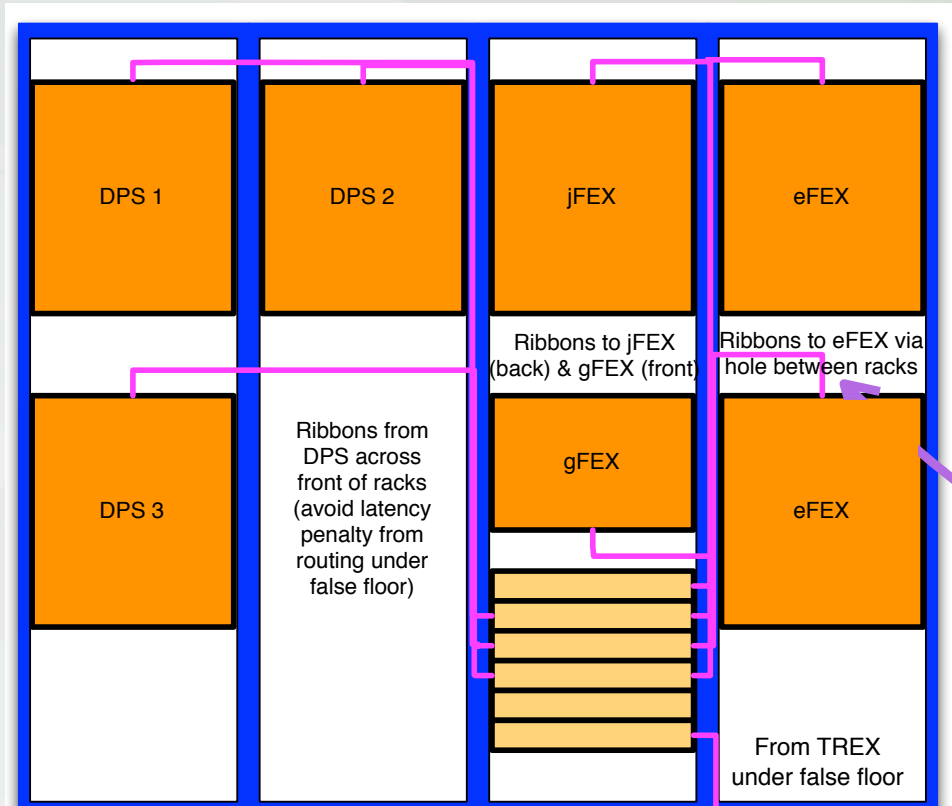 DPS 1
DPS 2
jFEX
eFEX
Ribbons to jFEX
(back) & gFEX (front)
Ribbons to eFEX via
hole between racks
DPS 3
Ribbons from
DPS across
front of racks
(avoid latency
penalty from
routing under
false floor)
gFEX
eFEX
From TREX
under false floor